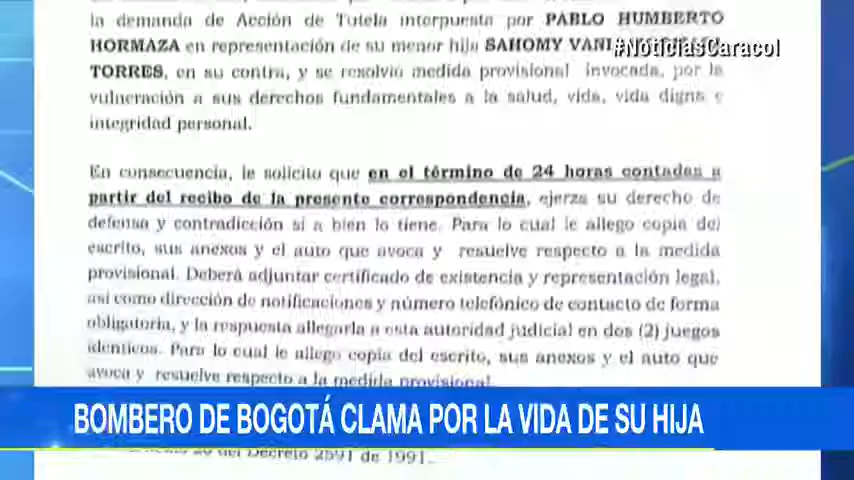 la demanda de Acción de Tutela interpuesta por PABLO HUMBERTO
HORMAZA en representación de su menor hija SAHOMY
#NoticiasCaracol
TORRES, en su contra, y se resolvió medida provisional invocada, por la
vulneración a sus derechos fundamentales a la salud, vida, vida digna e
integridad personal.
En consecuencia, le solicito que en el término de 24 horas contadas a
partir del recibo de la presente correspondencia, ejerza su derecho de
defensa y contradicción si a bien lo tiene. Para lo cual le allego copia del
escrito, sus anexos y el auto que avoca y resuelve respecto a la medida
provisional. Deberá adjuntar certificado de existencia y representación legal,
así como dirección de notificaciones y número telefónico de contacto de forma
obligatoria, y la respuesta allegarla a esta autoridad judicial en dos (2) juegos
identicos. Para lo cual le allego copia del escrito, sus anexos y el auto que
avoca y resuelve respecto a la medida provisional.
BOMBERO DE BOGOTÁ CLAMA POR LA VIDA DE SU HIJA
del Decreto 2591 de 1991.